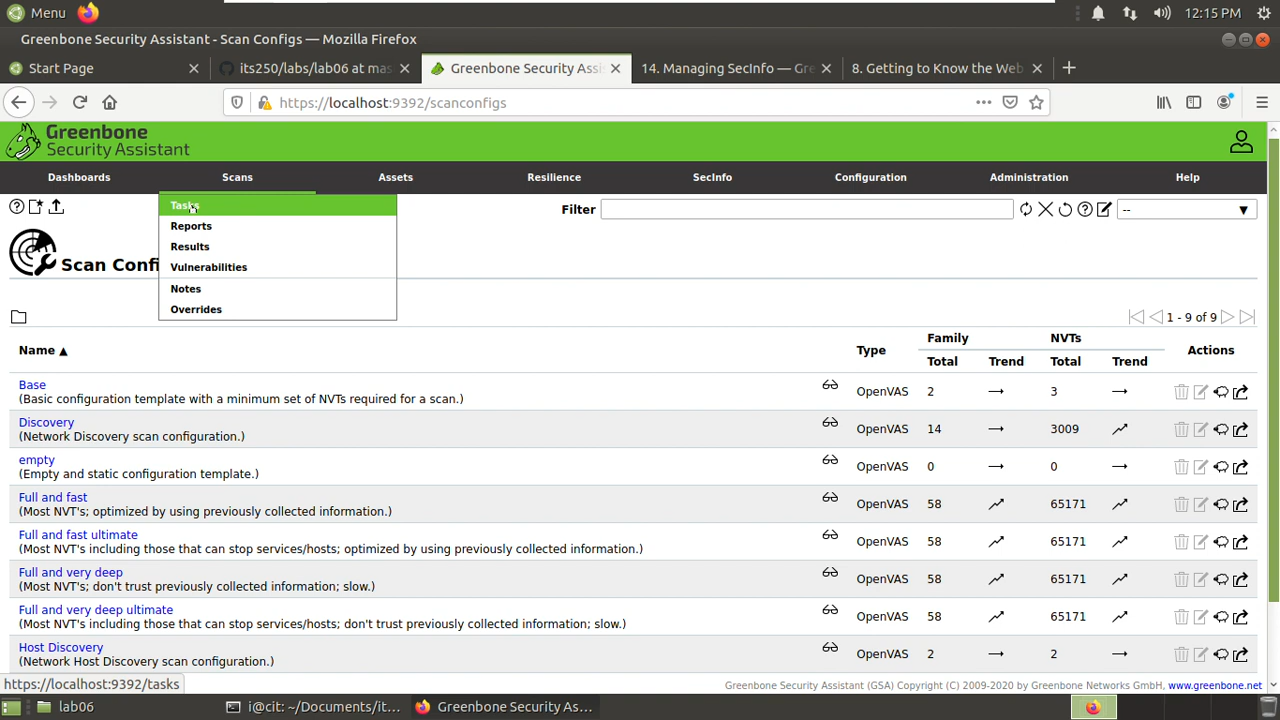 Menu 12:15 PM
Greenbone Security Assistant - Scan Configs — Mozilla Firefox
Start Page its250/labs/lab06 at mas Greenbone Security Assis 14. Managing SecInfo — Gre 8. Getting to Know the Web
https://localhost:9392/scanconfigs
Greenbone
Security Assistant
Dashboards Scans Assets Resilience SecInfo Configuration Administration Help
Tasks
Reports
Results
Vulnerabilities
Notes
Overrides
Filter --
Scan Confi
1 - 9 of 9
Name ▲ Type Family NVTs Actions
Total Trend Total Trend
Base
(Basic configuration template with a minimum set of NVTs required for a scan.) OpenVAS 2 3
Discovery
(Network Discovery scan configuration.) OpenVAS 14 3009
empty
(Empty and static configuration template.) OpenVAS 0 0
Full and fast
(Most NVT's; optimized by using previously collected information.) OpenVAS 58 65171
Full and fast ultimate
(Most NVT's including those that can stop services/hosts; optimized by using previously collected information.) OpenVAS 58 65171
Full and very deep
(Most NVT's; don't trust previously collected information; slow.) OpenVAS 58 65171
Full and very deep ultimate
(Most NVT's including those that can stop services/hosts; don't trust previously collected information; slow.) OpenVAS 58 65171
Host Discovery
(Network Host Discovery scan configuration.) OpenVAS 2 2
https://localhost:9392/tasks
Greenbone Security Assistant (GSA) Copyright (C) 2009-2020 by Greenbone Networks GmbH, www.greenbone.net
lab06 i@cit: ~/Documents/it... Greenbone Security As...